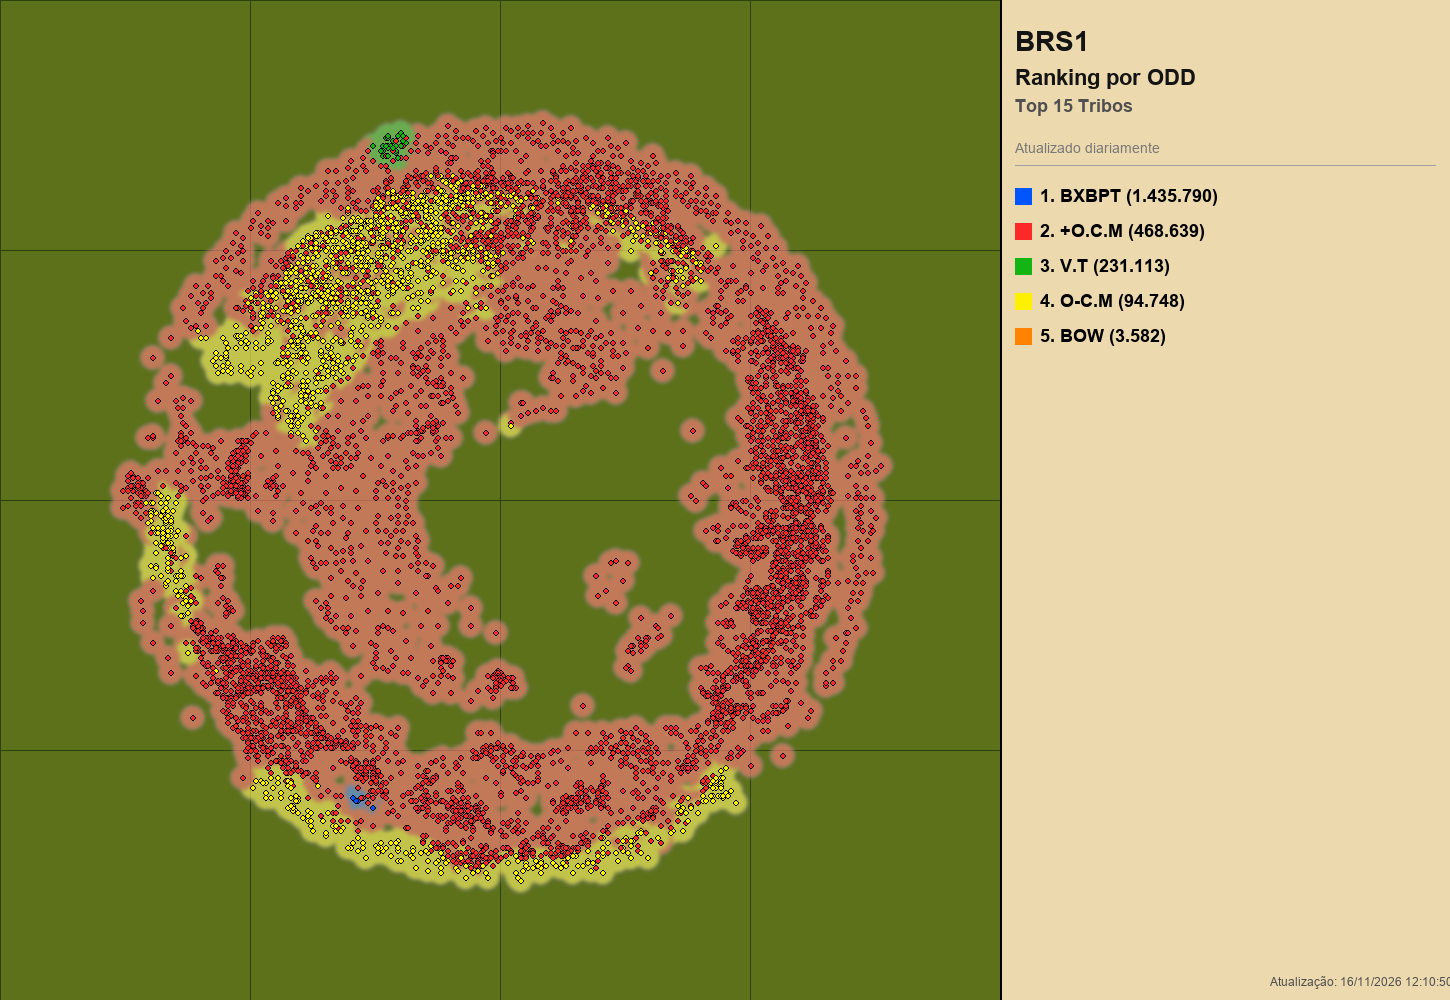 BRS1
Ranking por ODD
Top 15 Tribos
Atualizado diariamente
1. BXBPT (1.435.790)
2. +O.C.M (468.639)
3. V.T (231.113)
4. O-C.M (94.748)
5. BOW (3.582)
Atualização: 16/11/2026 12:10:50